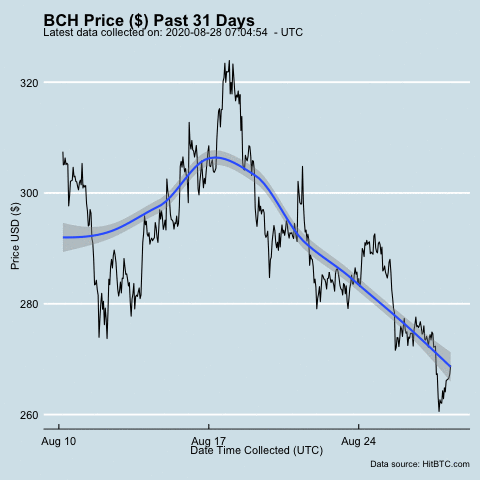 BCH Price ($) Past 31 Days
Latest data collected on: 2020-08-28 07:04:54 - UTC
320
300
280
260
Price USD ($)
Aug 10
Aug 17
Aug 24
Date Time Collected (UTC)
Data source: HitBTC.com